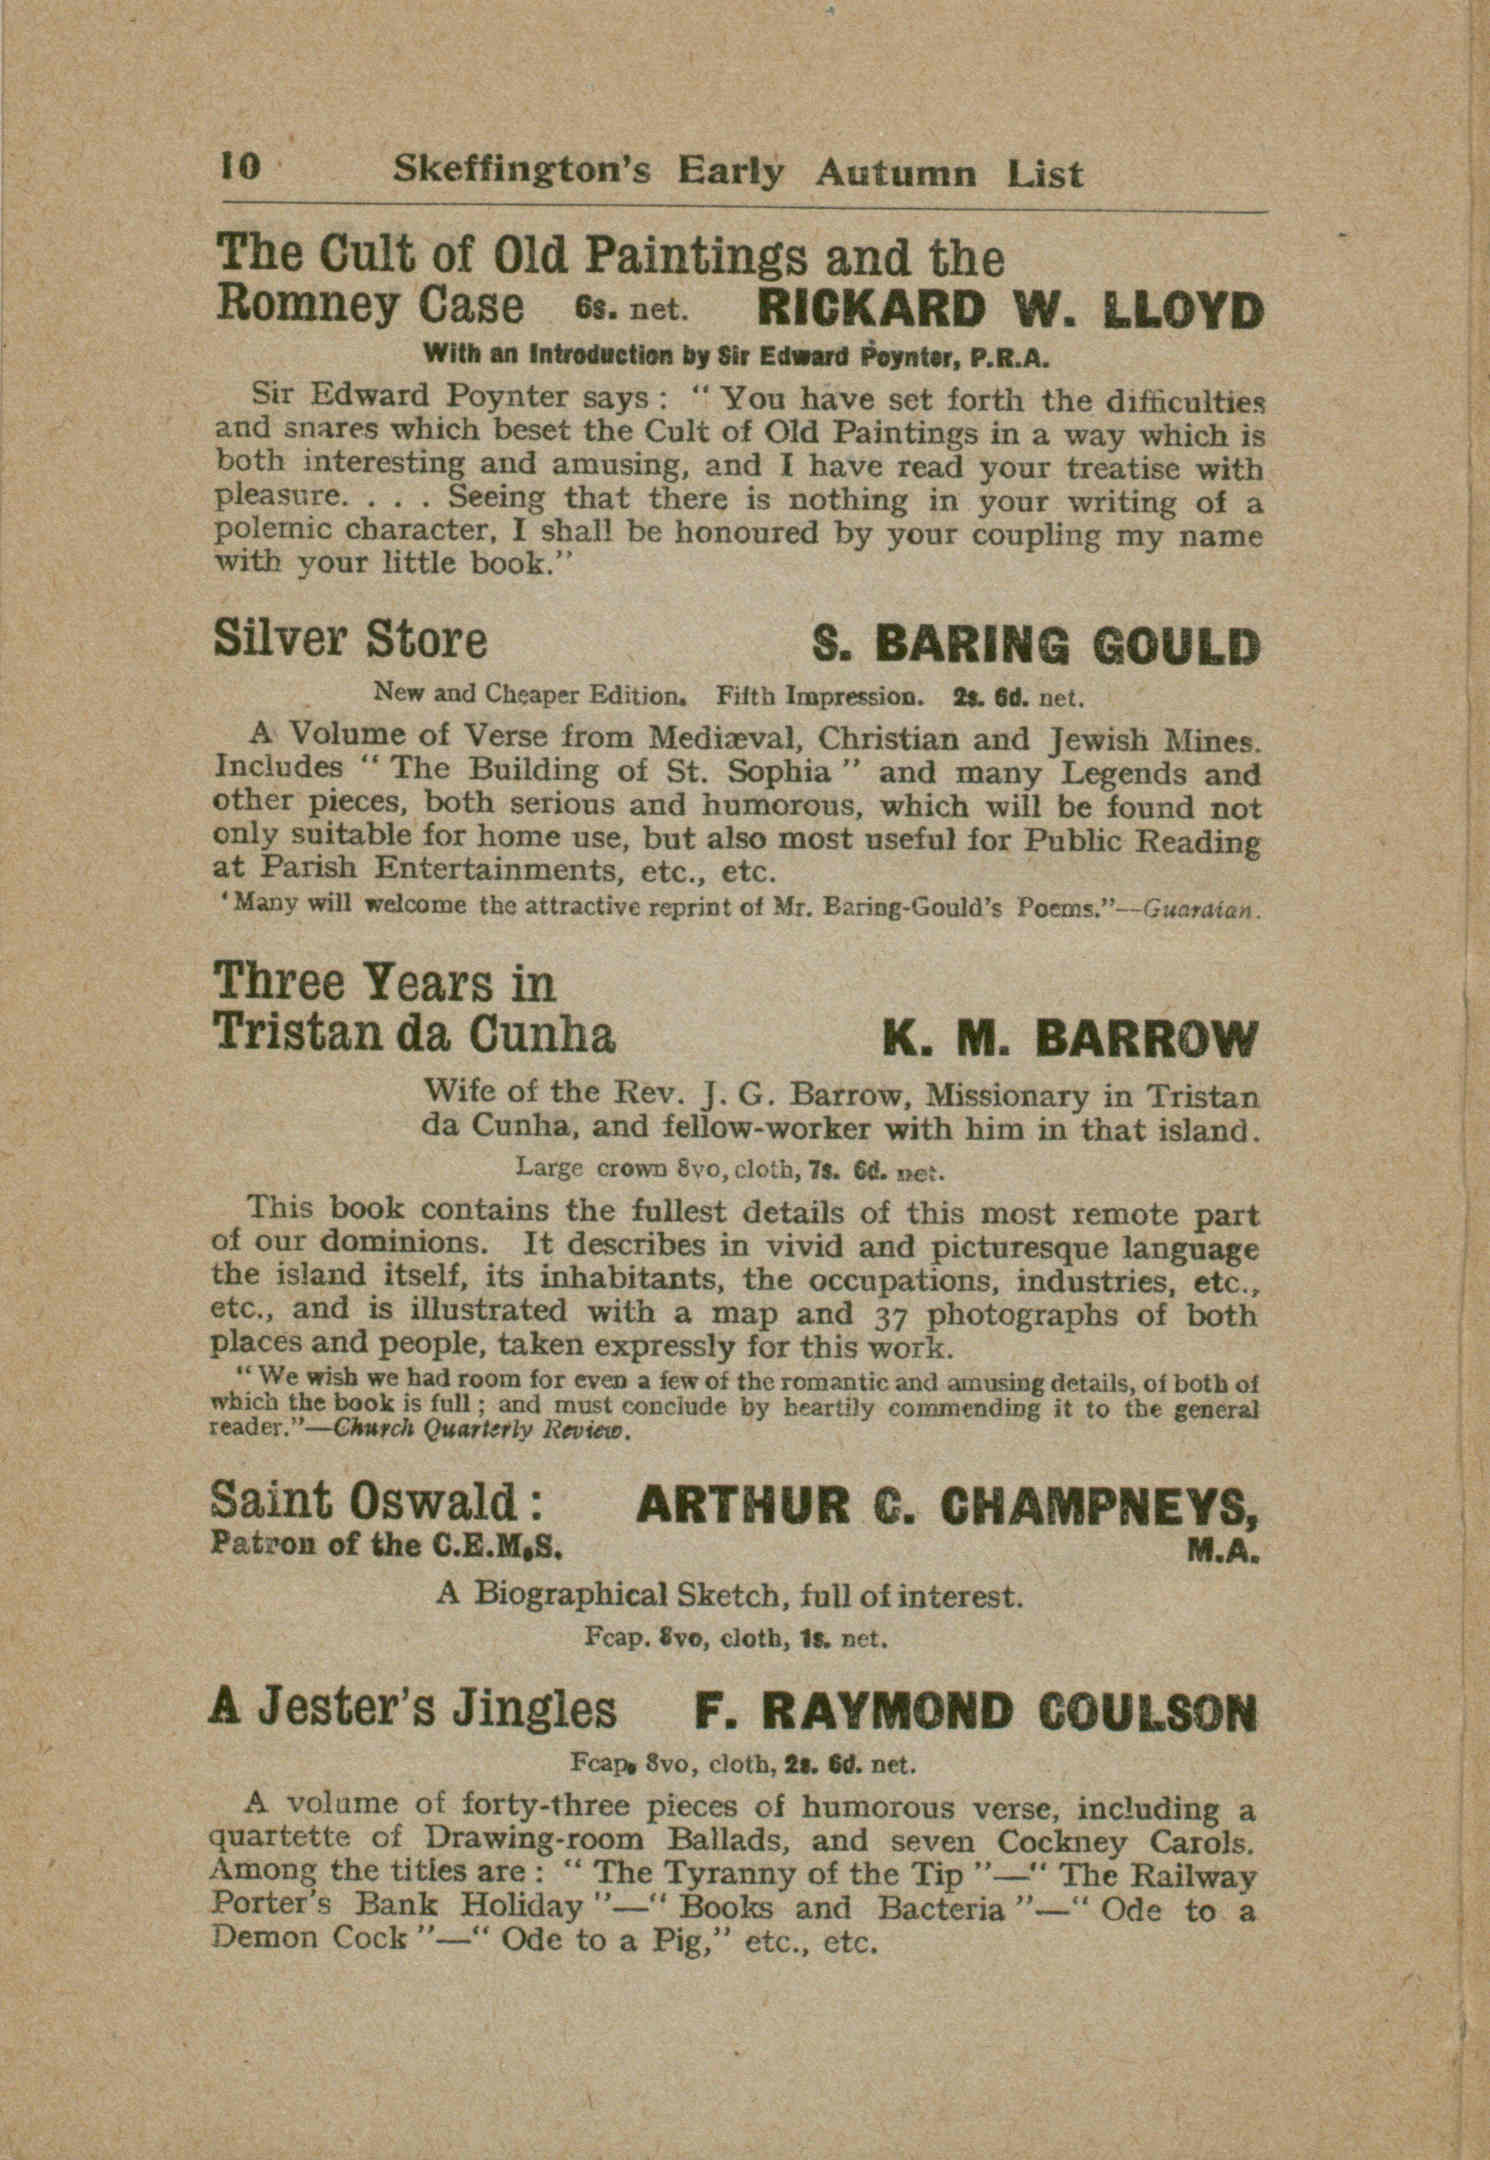 10 Skeffington's Early Autumn List
The Cult of Old Paintings and the
Romney Case 6s. net. RICKARD W. LLOYD
With an Introduction by Sir Edward Poynter, P.R.A.
Sir Edward Poynter says : " You have set forth the difficulties
and snares which beset the Cult of Old Paintings in a way which is
both interesting and amusing, and I have read your treatise with
pleasure. . . . Seeing that there is nothing in your writing of a
polemic character, I shall be honoured by your coupling my name
with your little book."
Silver Store S. BARING GOULD
New and Cheaper Edition. Fifth Impression. 2s. 6d. net.
A Volume of Verse from Mediæval, Christian and Jewish Mines.
Includes " The Building of St. Sophia " and many Legends and
other pieces, both serious and humorous, which will be found not
only suitable for home use, but also most useful for Public Reading
at Parish Entertainments, etc., etc.
'Many will welcome the attractive reprint of Mr. Baring-Gould's Poems."—Guardian.
Three Years in
Tristan da Cunha K. M. BARROW
Wife of the Rev. J. G. Barrow, Missionary in Tristan
da Cunha, and fellow-worker with him in that island.
Large crown 8vo, cloth, 7s. 6d. net.
This book contains the fullest details of this most remote part
of our dominions. It describes in vivid and picturesque language
the island itself, its inhabitants, the occupations, industries, etc.,
etc., and is illustrated with a map and 37 photographs of both
places and people, taken expressly for this work.
"We wish we had room for even a few of the romantic and amusing details, of both of
which the book is full ; and must conclude by heartily commending it to the general
reader."—Church Quarterly Review.
Saint Oswald : ARTHUR C. CHAMPNEYS,
Patron of the C.E.M.S. M.A.
A Biographical Sketch, full of interest.
Fcap. 8vo, cloth, 1s. net.
A Jester's Jingles F. RAYMOND COULSON
Fcap. 8vo, cloth, 2s. 6d. net.
A volume of forty-three pieces of humorous verse, including a
quartette of Drawing-room Ballads, and seven Cockney Carols.
Among the titles are : " The Tyranny of the Tip "—" The Railway
Porter's Bank Holiday "—" Books and Bacteria "—" Ode to a
Demon Cock "—" Ode to a Pig," etc., etc.